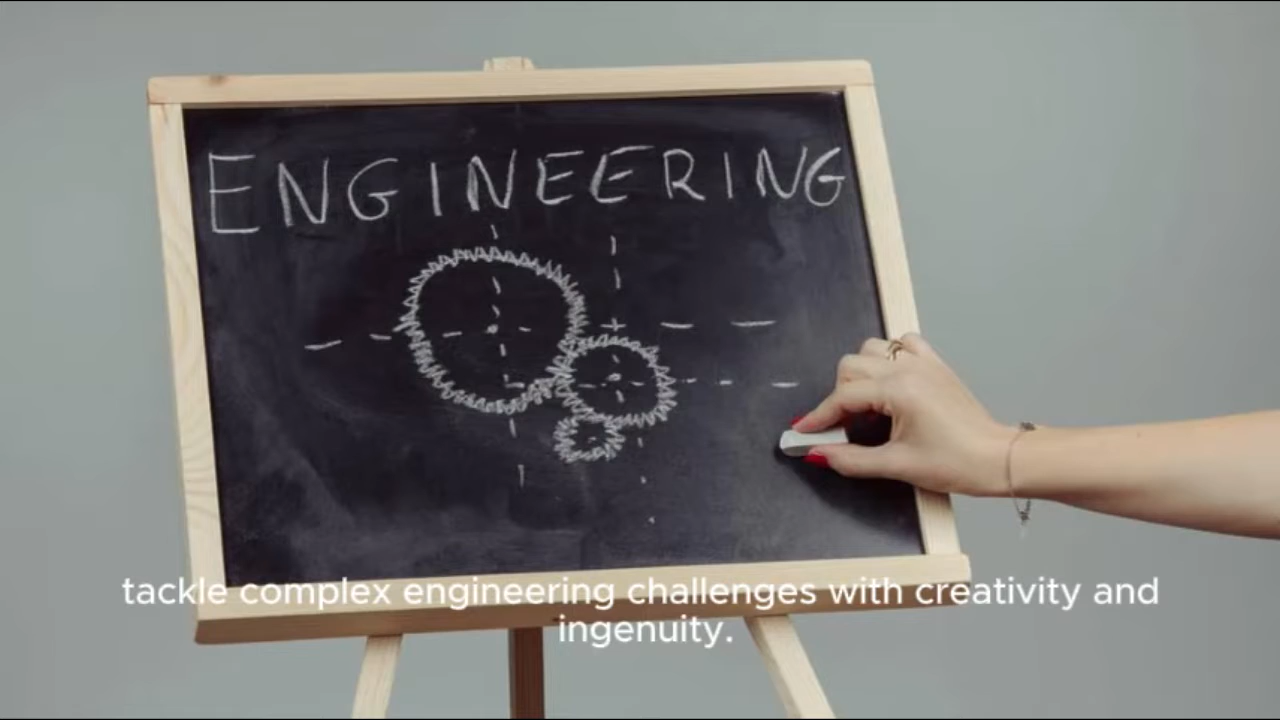 ENGINEERING
tackle complex engineering challenges with creativity and
ingenuity.